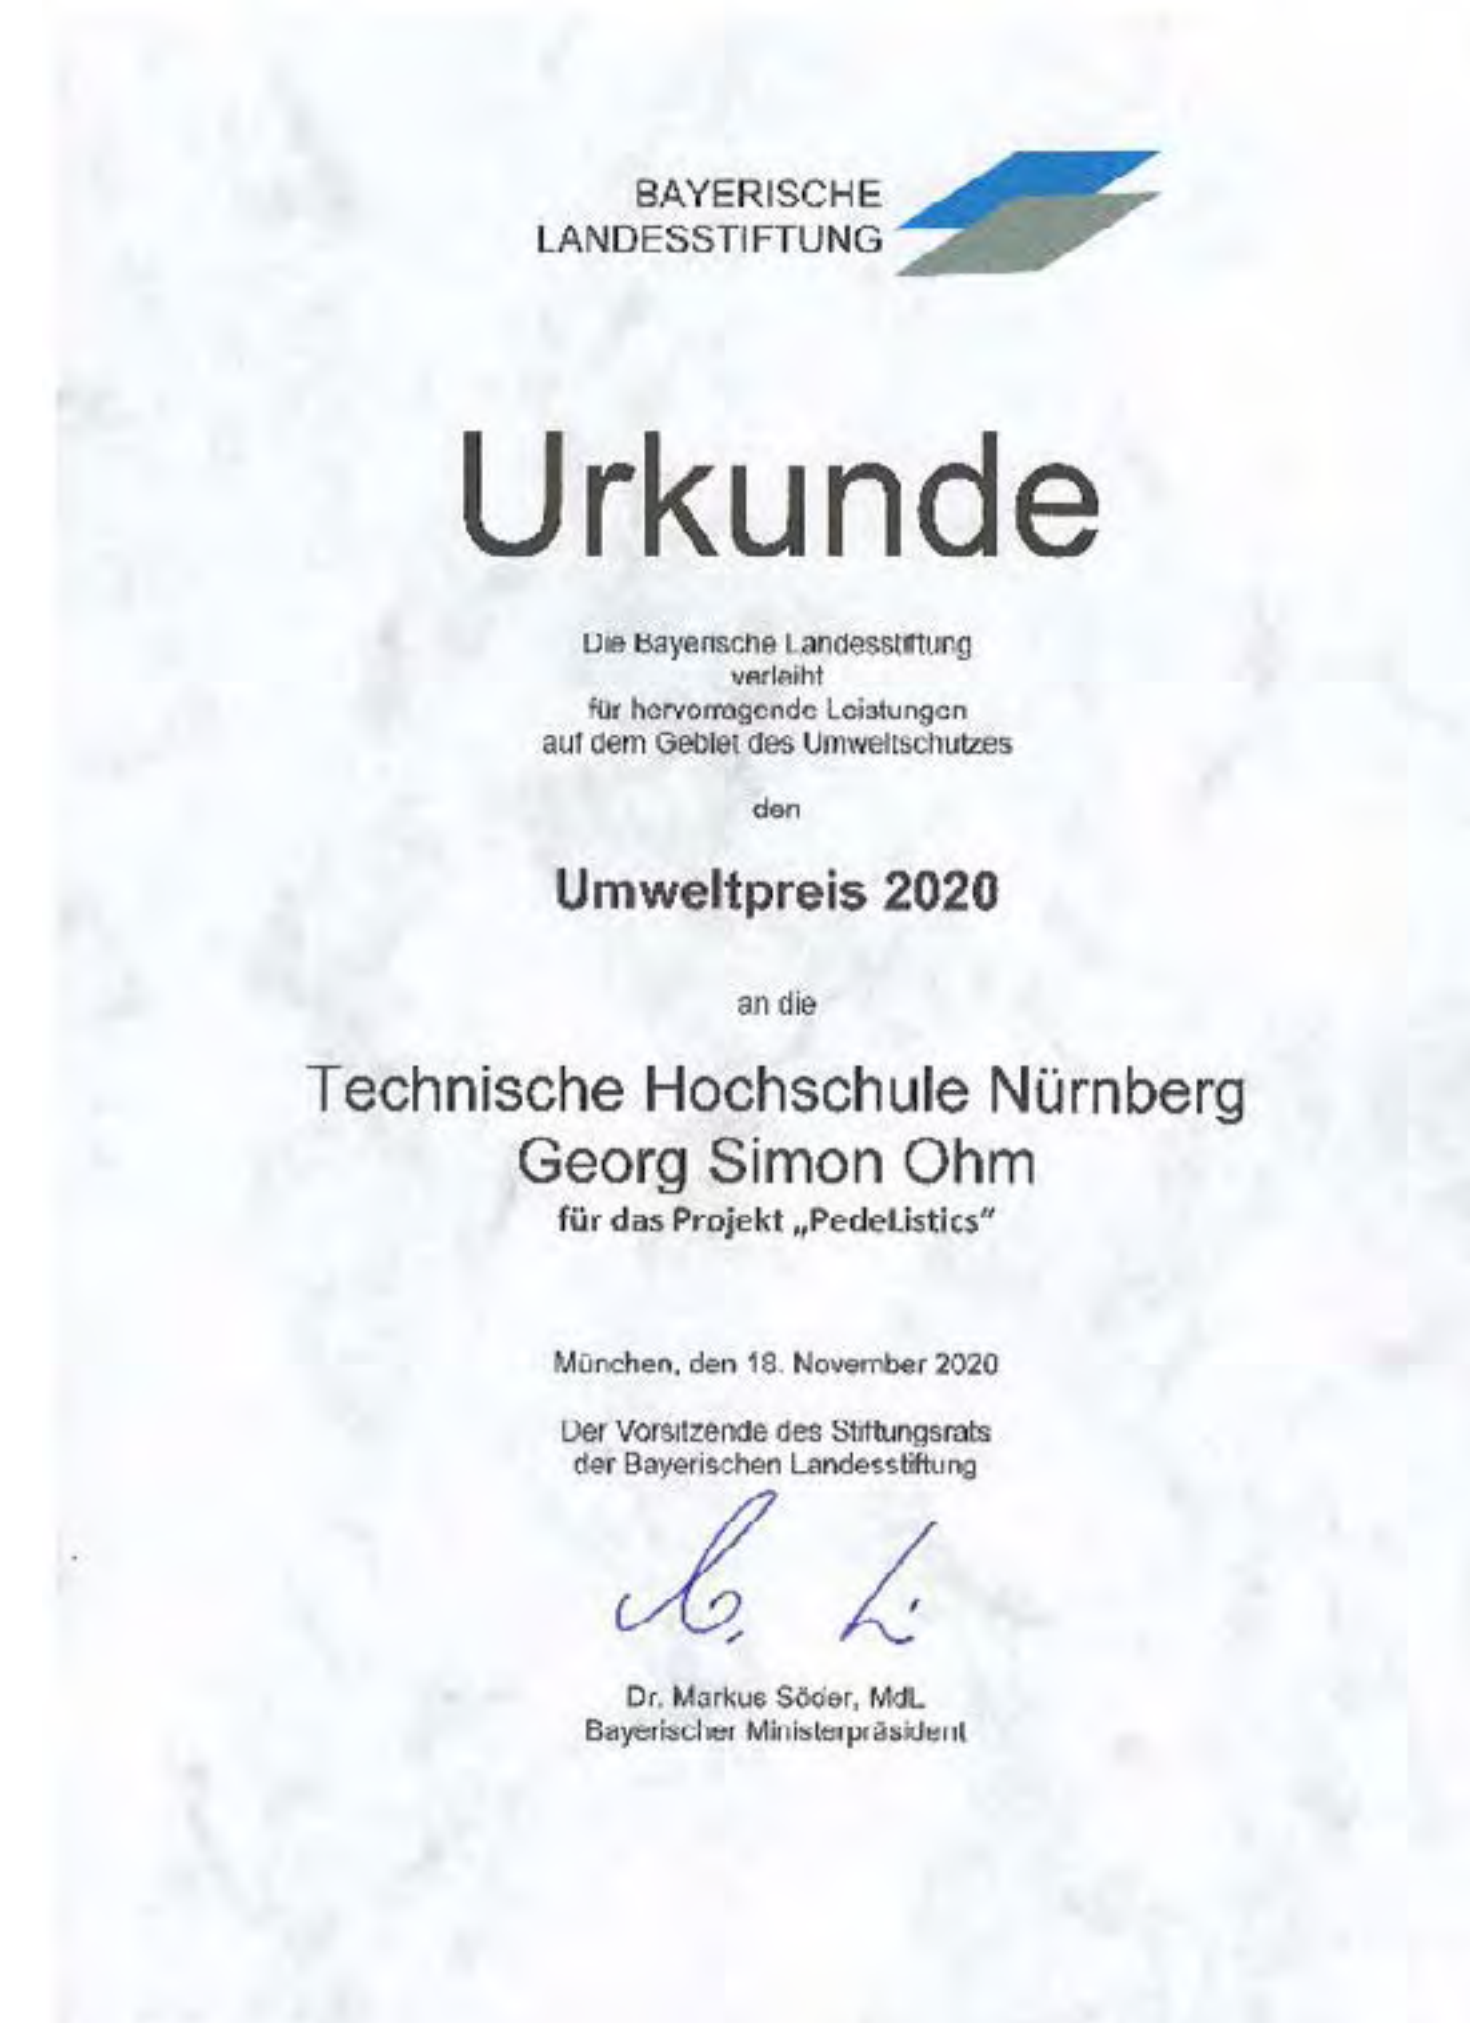 BAYERISCHE
LANDESSTIFTUNG
Urkunde
Die Bayerische Landesstiftung
verleiht
für hervorragende Leistungen
auf dem Gebiet des Umweltschutzes
den
Umweltpreis 2020
an die
Technische Hochschule Nürnberg
Georg Simon Ohm
für das Projekt „PedeListics“
München, den 18. November 2020
Der Vorsitzende des Stiftungsrats
der Bayerischen Landesstiftung
Dr. Markus Söder, MdL
Bayerischer Ministerpräsident